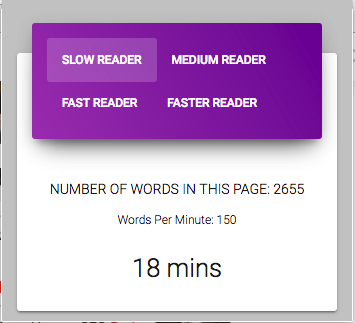 SLOW READER
MEDIUM READER
FAST READER
FASTER READER
NUMBER OF WORDS IN THIS PAGE: 2655
Words Per Minute: 150
18 mins